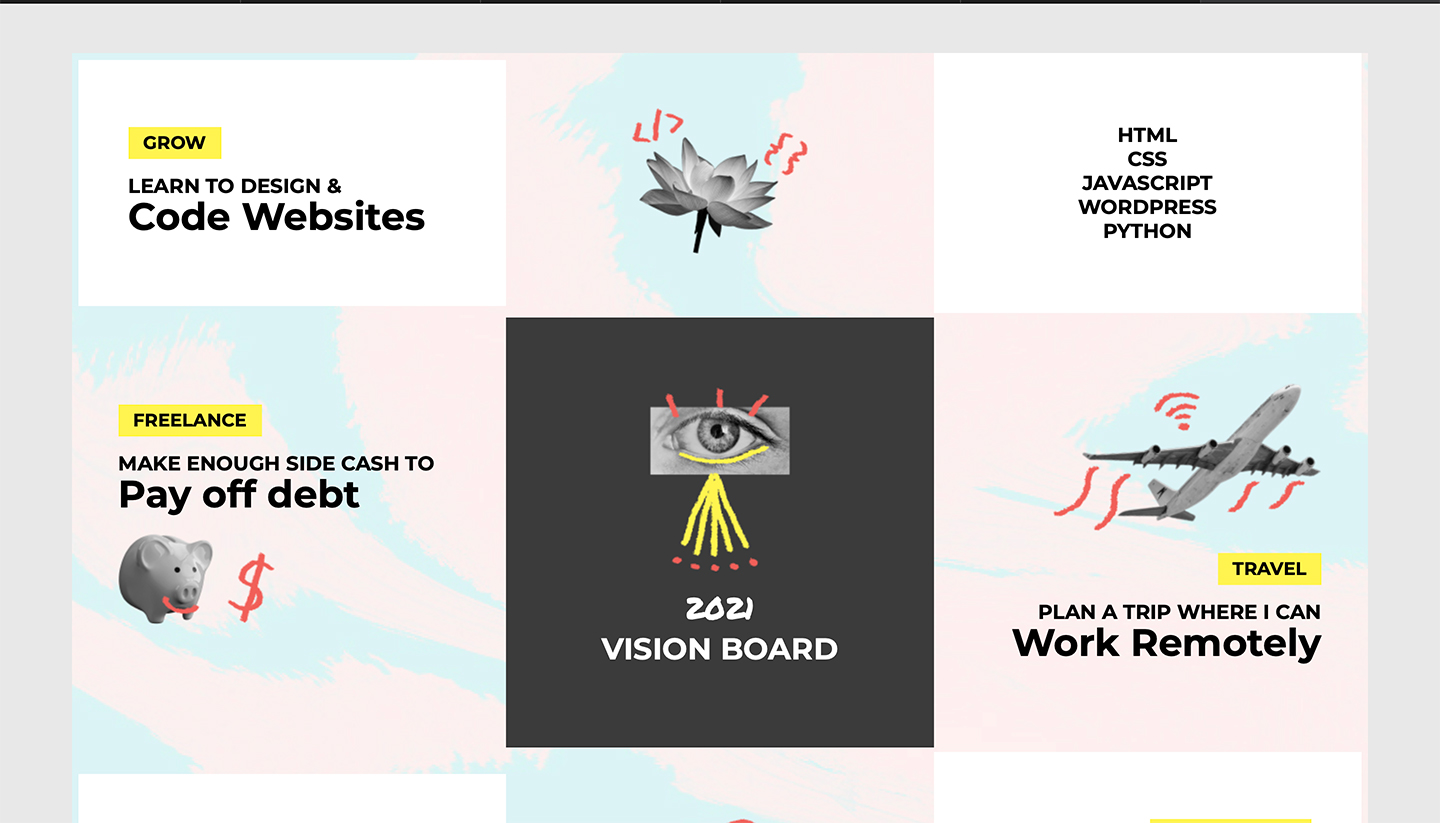 GROW
LEARN TO DESIGN &
Code Websites
</>
{}
HTML
CSS
JAVASCRIPT
WORDPRESS
PYTHON
FREELANCE
MAKE ENOUGH SIDE CASH TO
Pay off debt
$
2021
VISION BOARD
TRAVEL
PLAN A TRIP WHERE I CAN
Work Remotely